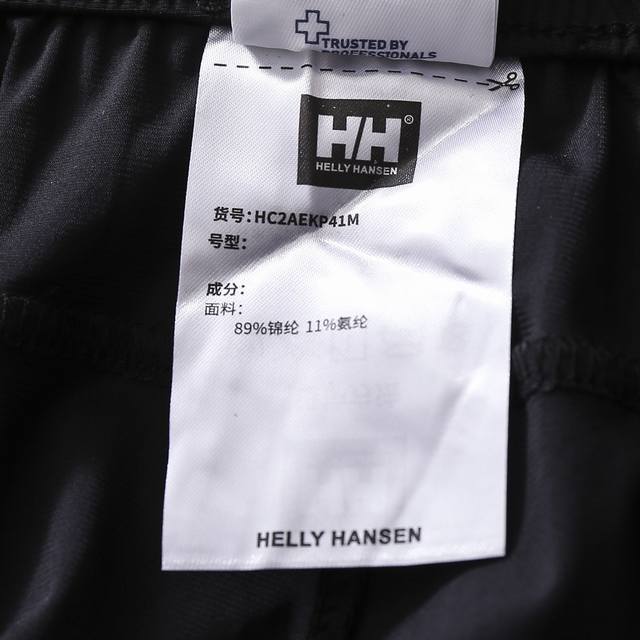 TRUSTED BY
PROFESSIONALS
HH®
HELLY HANSEN
货号:HC2AEKP41M
号型:
成分:
面料:
89%锦纶 11%氨纶
HELLY HANSEN